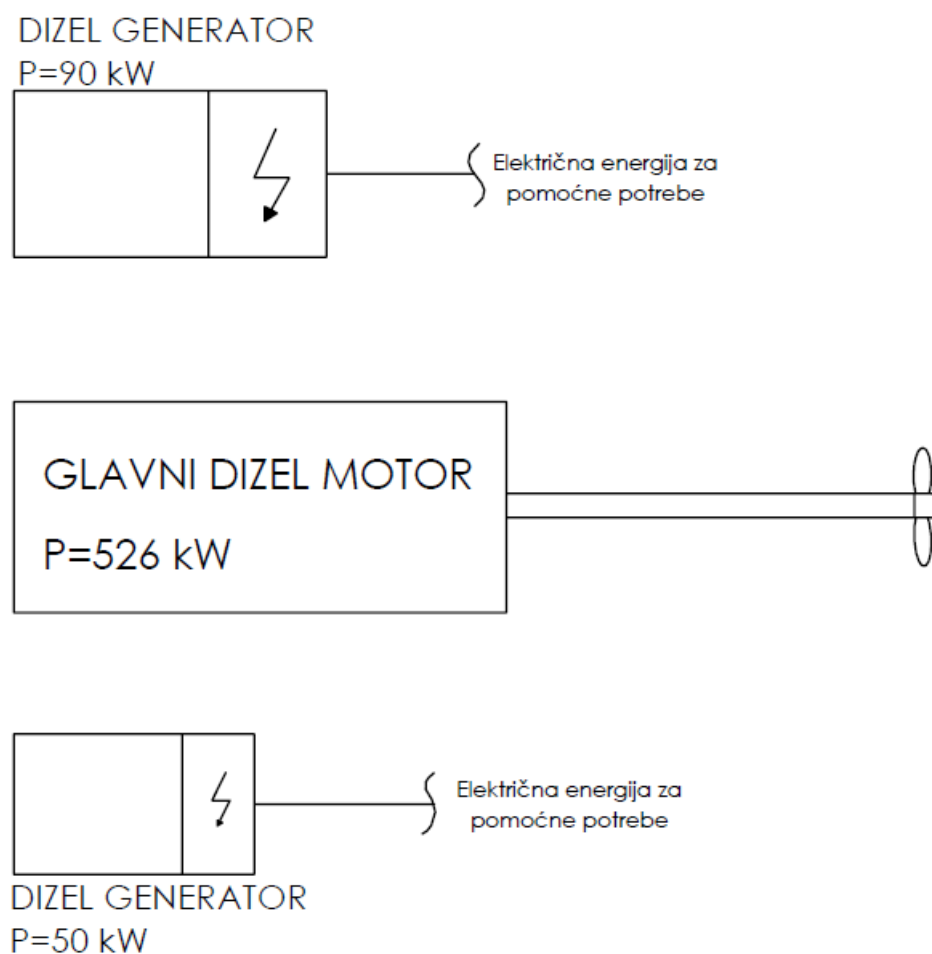 DIZEL GENERATOR
P=90 kW
Električna energija za
pomoćne potrebe
GLAVNI DIZEL MOTOR
P=526 kW
Električna energija za
pomoćne potrebe
DIZEL GENERATOR
P=50 kW